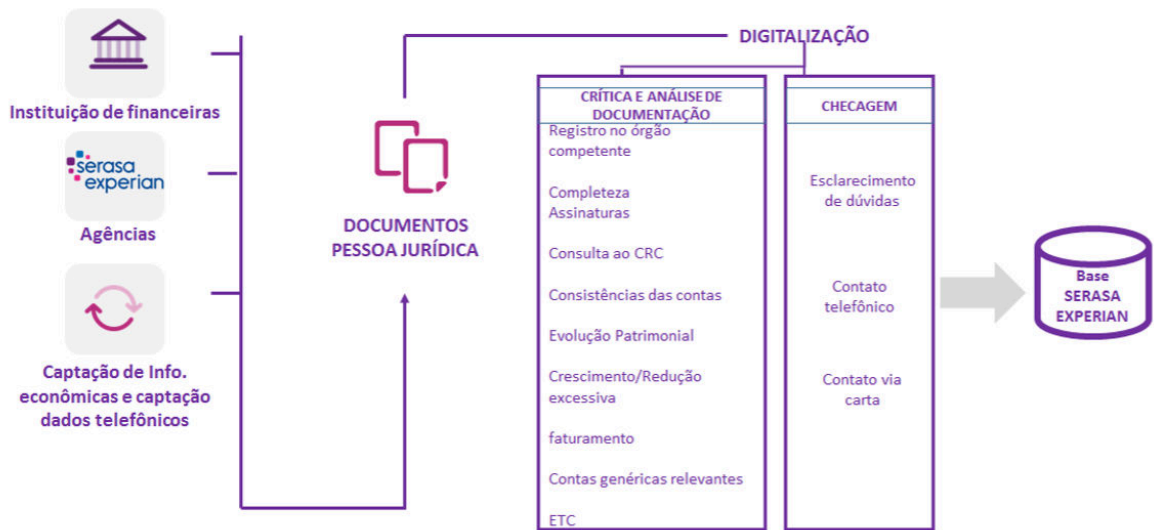 Instituição de financeiras
serasa
experian
Agências
Captação de Info.
econômicas e captação
dados telefônicos
DOCUMENTOS
PESSOA JURÍDICA
DIGITALIZAÇÃO
CRÍTICA E ANÁLISE DE
DOCUMENTAÇÃO
Registro no órgão
competente
Completeza
Assinaturas
Consulta ao CRC
Consistências das contas
Evolução Patrimonial
Crescimento/Redução
excessiva
faturamento
Contas genéricas relevantes
ETC
CHECAGEM
Esclarecimento
de dúvidas
Contato
telefônico
Contato via
carta
Base
SERASA
EXPERIAN